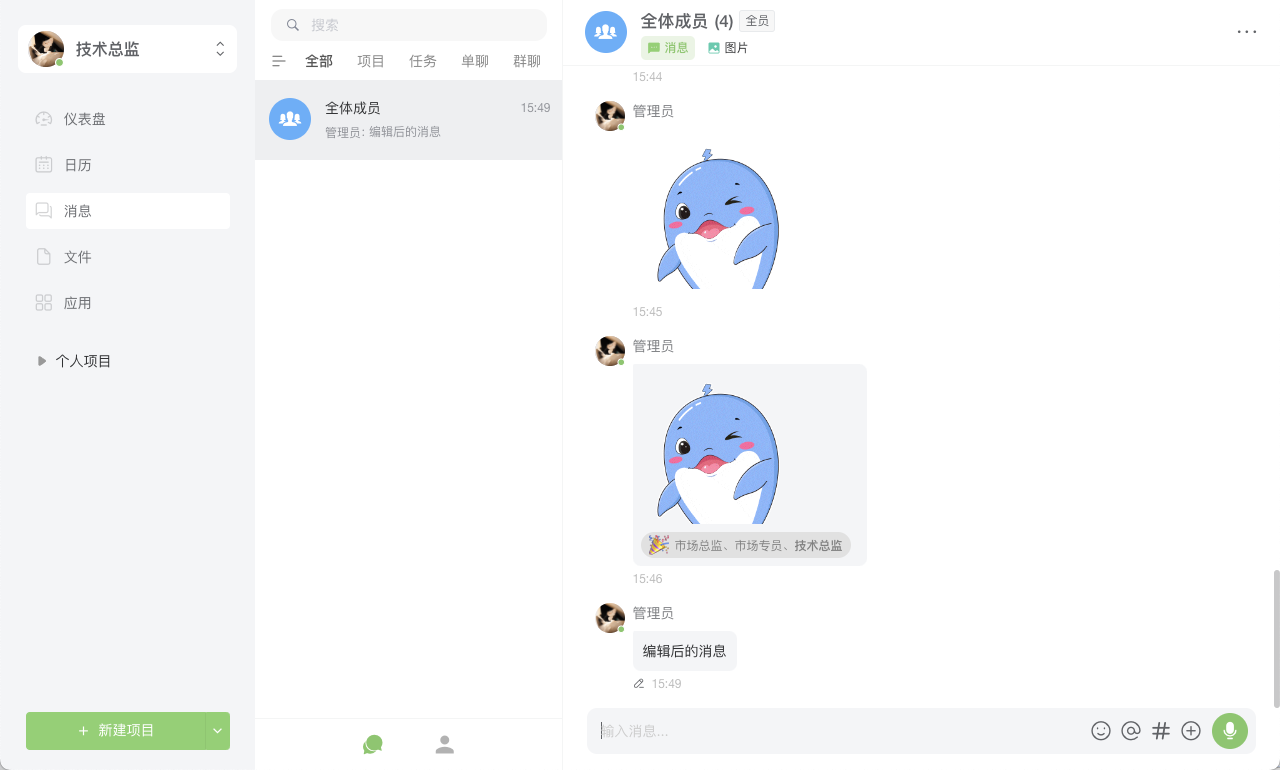 技术总监
仪表盘
日历
消息
文件
应用
个人项目
+ 新建项目
搜索
全部 项目 任务 单聊 群聊
全体成员 15:49
管理员: 编辑后的消息
全体成员 (4) 全员
消息 图片
15:44
管理员
15:45
管理员
市场总监、市场专员、技术总监
15:46
管理员
编辑后的消息
15:49
输入消息...